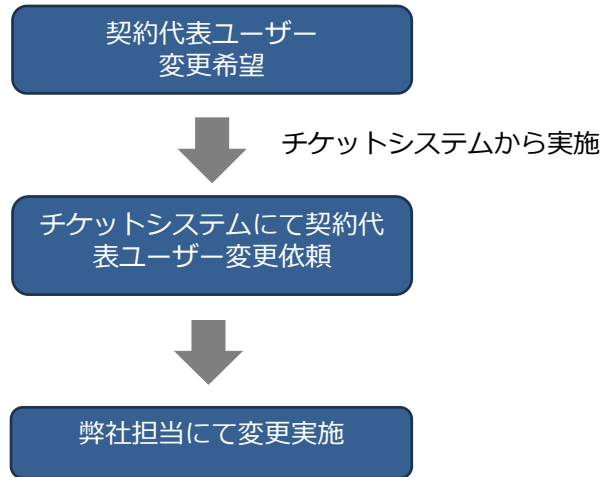 契約代表ユーザー
変更希望
チケットシステムから実施
チケットシステムにて契約代
表ユーザー変更依頼
弊社担当にて変更実施